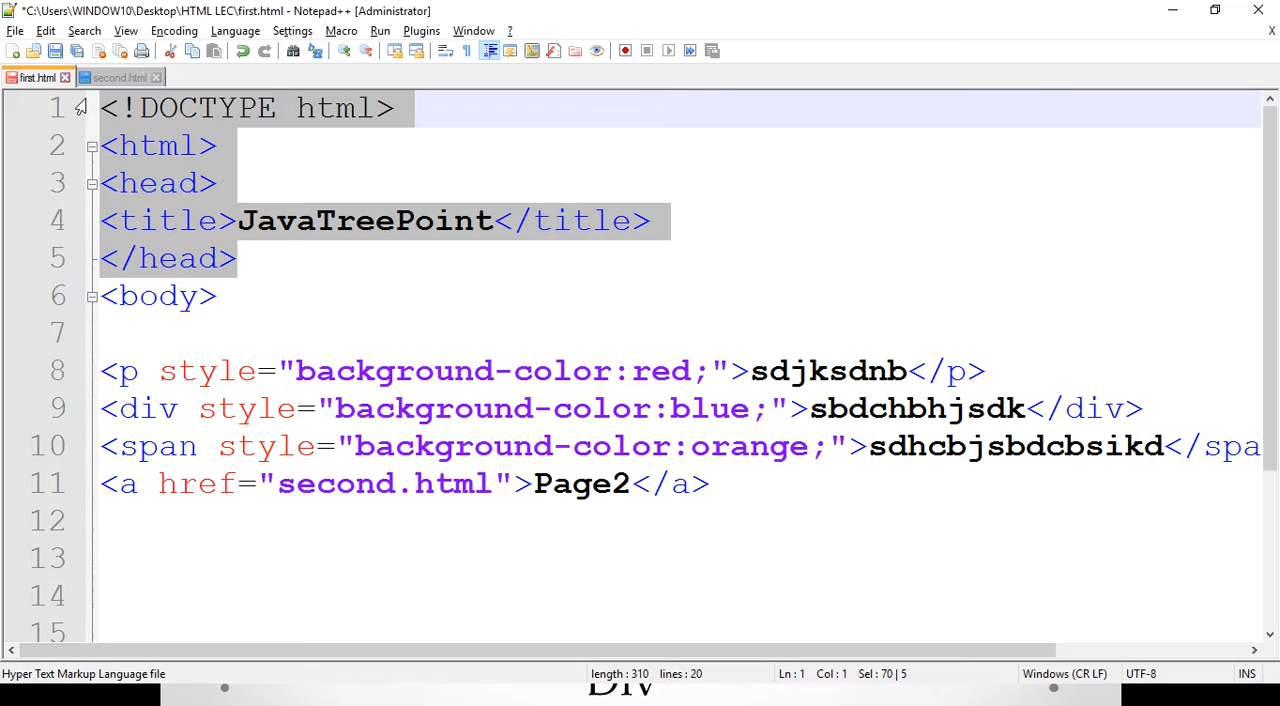 *C:\Users\WINDOW10\Desktop\HTML LEC\first.html - Notepad++ [Administrator]
File Edit Search View Encoding Language Settings Macro Run Plugins Window ? X
first.html second.html
1 <!DOCTYPE html>
2 <html>
3 <head>
4 <title>JavaTreePoint</title>
5 </head>
6 <body>
7
8 <p style="background-color:red;">sdjksdnb</p>
9 <div style="background-color:blue;">sbdchbhjsdk</div>
10 <span style="background-color:orange;">sdhcbjsbdcbsikd</spa
11 <a href="second.html">Page2</a>
12
13
14
15
Hyper Text Markup Language file length : 310 lines : 20 Ln : 1 Col : 1 Sel : 70 | 5 Windows (CR LF) UTF-8 INS
Div